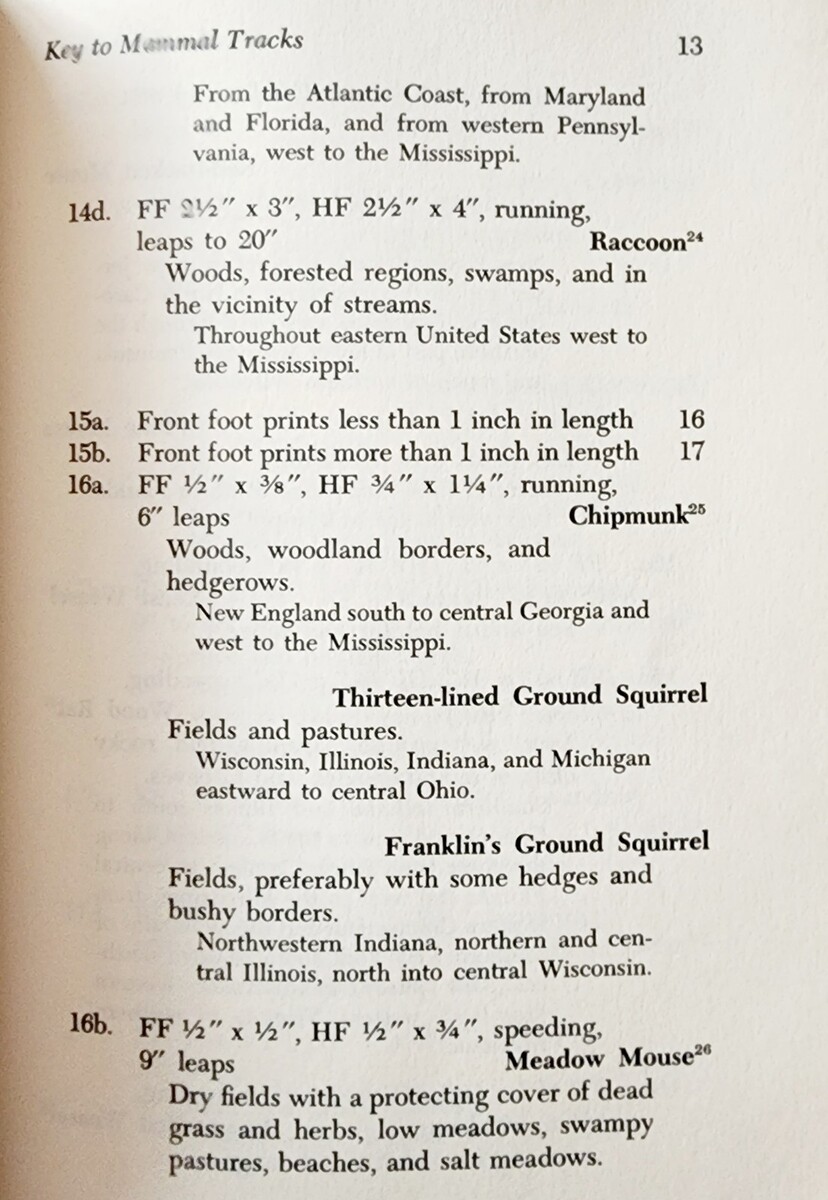 Key to Mammal Tracks 13
From the Atlantic Coast, from Maryland
and Florida, and from western Pennsyl-
vania, west to the Mississippi.
14d. FF 2½″ x 3″, HF 2½″ x 4″, running,
leaps to 20″ Raccoon²⁴
Woods, forested regions, swamps, and in
the vicinity of streams.
Throughout eastern United States west to
the Mississippi.
15a. Front foot prints less than 1 inch in length 16
15b. Front foot prints more than 1 inch in length 17
16a. FF ½″ x ⅜″, HF ¾″ x 1¼″, running,
6″ leaps Chipmunk²⁵
Woods, woodland borders, and
hedgerows.
New England south to central Georgia and
west to the Mississippi.
Thirteen-lined Ground Squirrel
Fields and pastures.
Wisconsin, Illinois, Indiana, and Michigan
eastward to central Ohio.
Franklin's Ground Squirrel
Fields, preferably with some hedges and
bushy borders.
Northwestern Indiana, northern and cen-
tral Illinois, north into central Wisconsin.
16b. FF ½″ x ½″, HF ½″ x ¾″, speeding,
9″ leaps Meadow Mouse²⁶
Dry fields with a protecting cover of dead
grass and herbs, low meadows, swampy
pastures, beaches, and salt meadows.